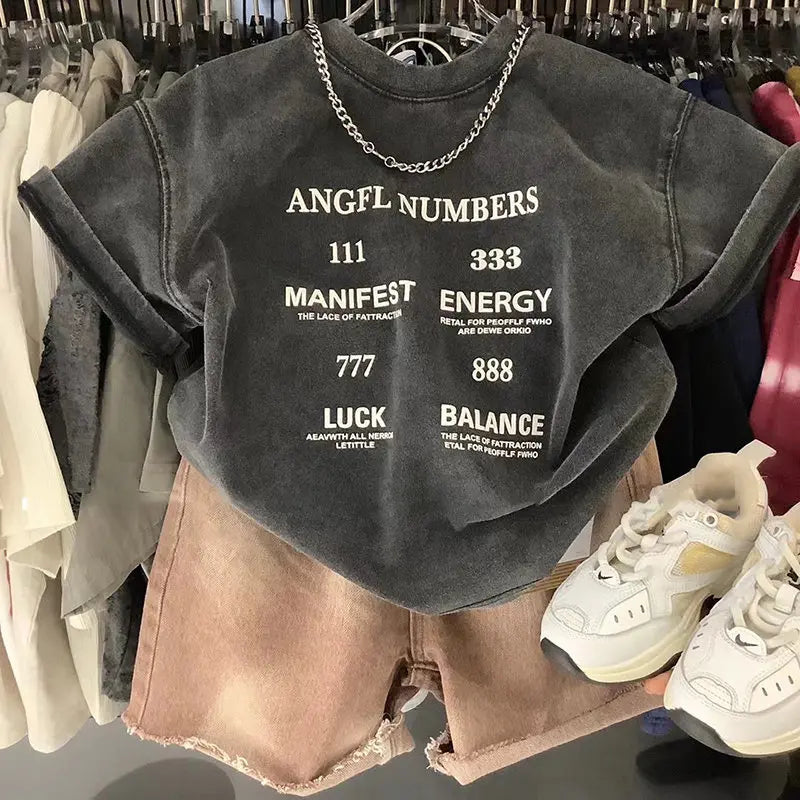 ANGFL NUMBERS
111
MANIFEST
THE LACE OF FATTRACTION
333
ENERGY
RETAL FOR PEOFFLF FWHO
ARE DEWE ORKIO
777
LUCK
AEAVWTH ALL NERROR
LETITTLE
888
BALANCE
THE LACE OF FATTRACTION
ETAL FOR PEOFFLF FWHO